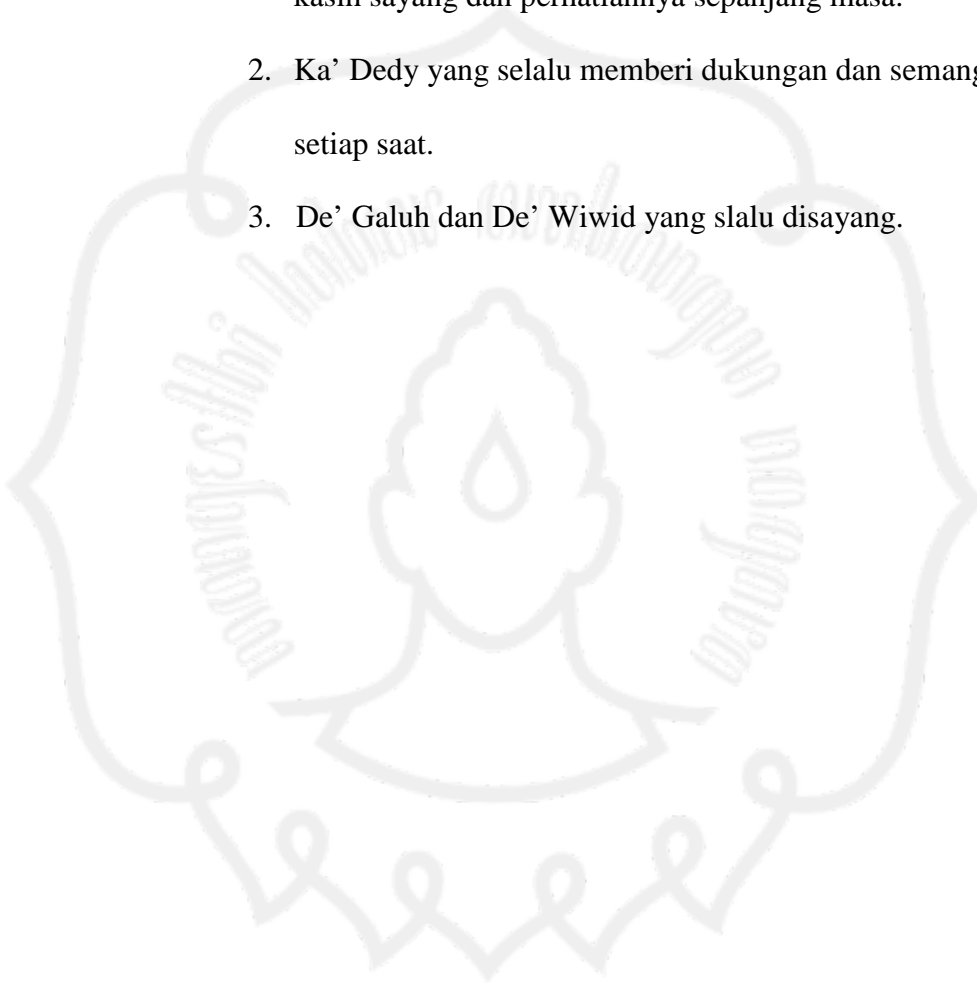 kasih sayang dan perhatiannya sepanjang masa.
2. Ka’ Dedy yang selalu memberi dukungan dan
setiap saat.
3. De’ Galuh dan De’ Wiwid yang slalu disayang.